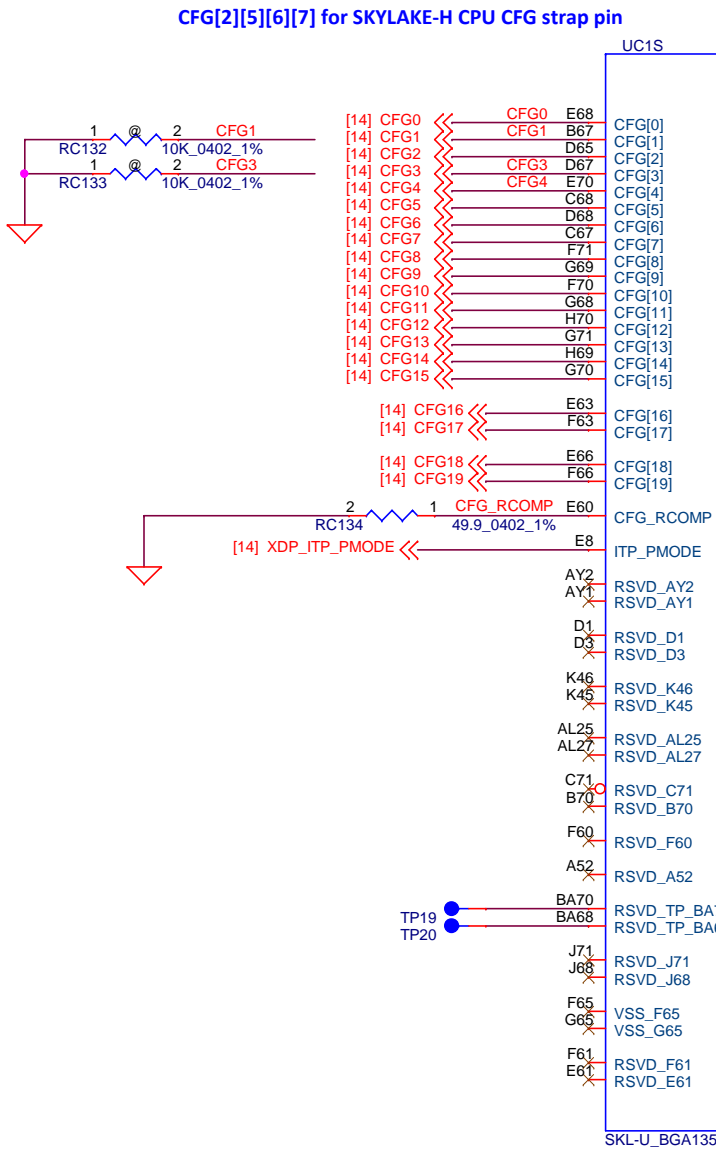 CFG[2][5][6][7] for SKYLAKE-H CPU CFG strap pin
UC1S
1 @ 2 CFG1
RC132 10K_0402_1%
1 @ 2 CFG3
RC133 10K_0402_1%
[14] CFG0 CFG0 E68 CFG[0]
[14] CFG1 CFG1 B67 CFG[1]
[14] CFG2 D65 CFG[2]
[14] CFG3 CFG3 D67 CFG[3]
[14] CFG4 CFG4 E70 CFG[4]
[14] CFG5 C68 CFG[5]
[14] CFG6 D68 CFG[6]
[14] CFG7 C67 CFG[7]
[14] CFG8 F71 CFG[8]
[14] CFG9 G69 CFG[9]
[14] CFG10 F70 CFG[10]
[14] CFG11 G68 CFG[11]
[14] CFG12 H70 CFG[12]
[14] CFG13 G71 CFG[13]
[14] CFG14 H69 CFG[14]
[14] CFG15 G70 CFG[15]
[14] CFG16 E63 CFG[16]
[14] CFG17 F63 CFG[17]
[14] CFG18 E66 CFG[18]
[14] CFG19 F66 CFG[19]
2 1 CFG_RCOMP E60 CFG_RCOMP
RC134 49.9_0402_1%
[14] XDP_ITP_PMODE E8 ITP_PMODE
AY2 RSVD_AY2
AY1 RSVD_AY1
D1 RSVD_D1
D3 RSVD_D3
K46 RSVD_K46
K45 RSVD_K45
AL25 RSVD_AL25
AL27 RSVD_AL27
C71 RSVD_C71
B70 RSVD_B70
F60 RSVD_F60
A52 RSVD_A52
TP19 BA70 RSVD_TP_BA7
TP20 BA68 RSVD_TP_BA6
J71 RSVD_J71
J68 RSVD_J68
F65 VSS_F65
G65 VSS_G65
F61 RSVD_F61
E61 RSVD_E61
SKL-U_BGA135